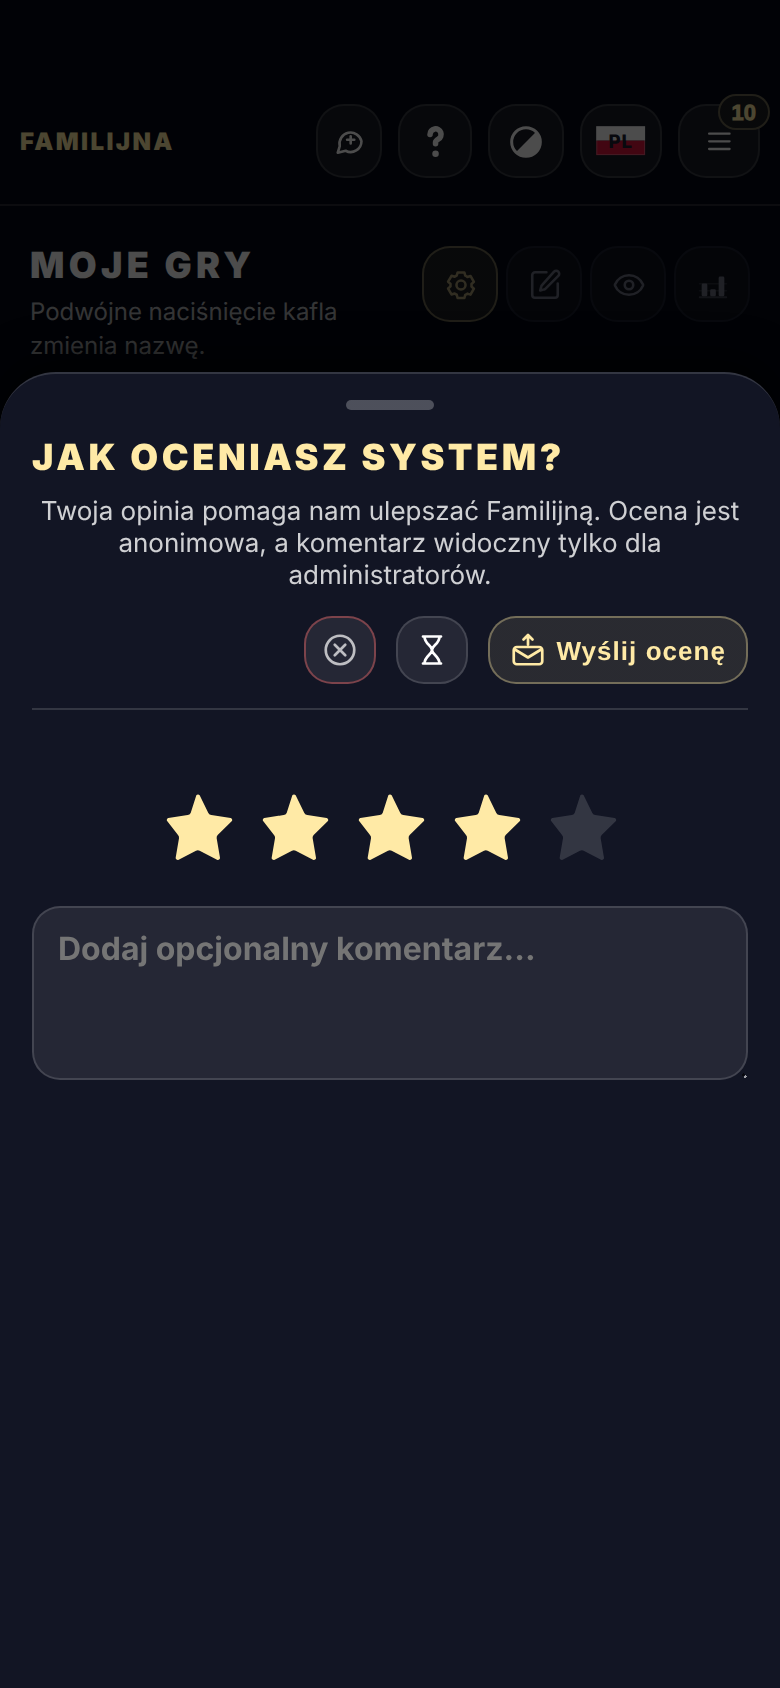 FAMILIJNA
PL
10
MOJE GRY
Podwójne naciśnięcie kafla
zmienia nazwę.
JAK OCENIASZ SYSTEM?
Twoja opinia pomaga nam ulepszać Familijną. Ocena jest
anonimowa, a komentarz widoczny tylko dla
administratorów.
Wyślij ocenę
Dodaj opcjonalny komentarz...